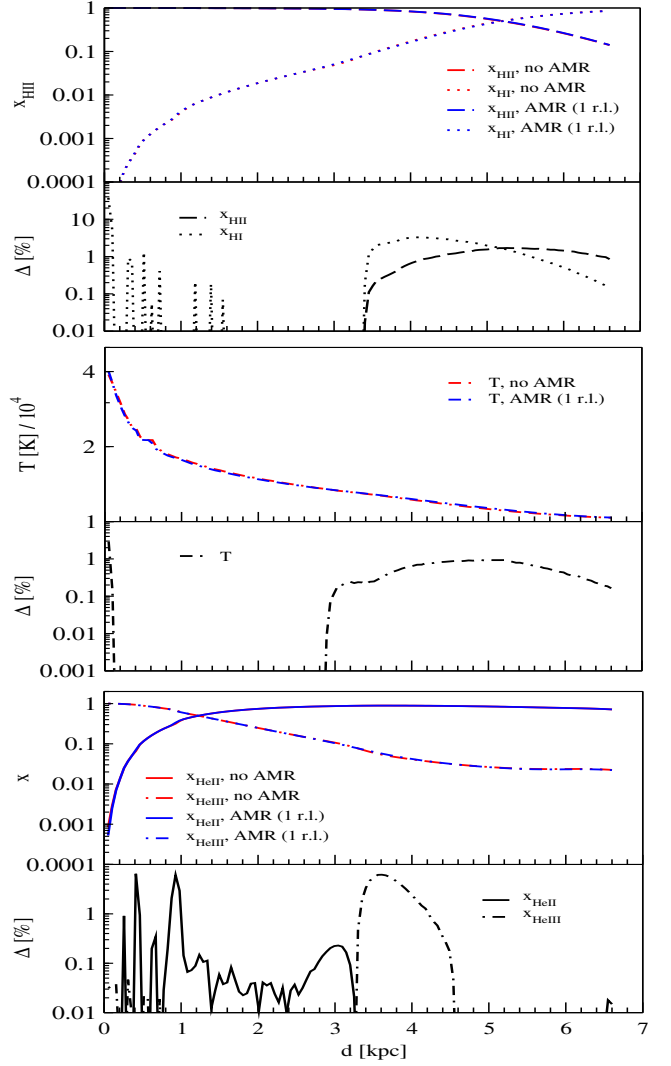 1
0.1
0.01
0.001
0.0001
x_HII
x_HII, no AMR
x_HI, no AMR
x_HII, AMR (1 r.l.)
x_HI, AMR (1 r.l.)
10
1
0.1
0.01
Δ [%]
x_HII
x_HI
4
2
1
T [K] / 10^4
T, no AMR
T, AMR (1 r.l.)
1
0.1
0.01
0.001
Δ [%]
T
1
0.1
0.01
0.001
0.0001
x
x_HeII, no AMR
x_HeIII, no AMR
x_HeII, AMR (1 r.l.)
x_HeIII, AMR (1 r.l.)
1
0.1
0.01
Δ [%]
x_HeII
x_HeIII
0 1 2 3 4 5 6 7
d [kpc]